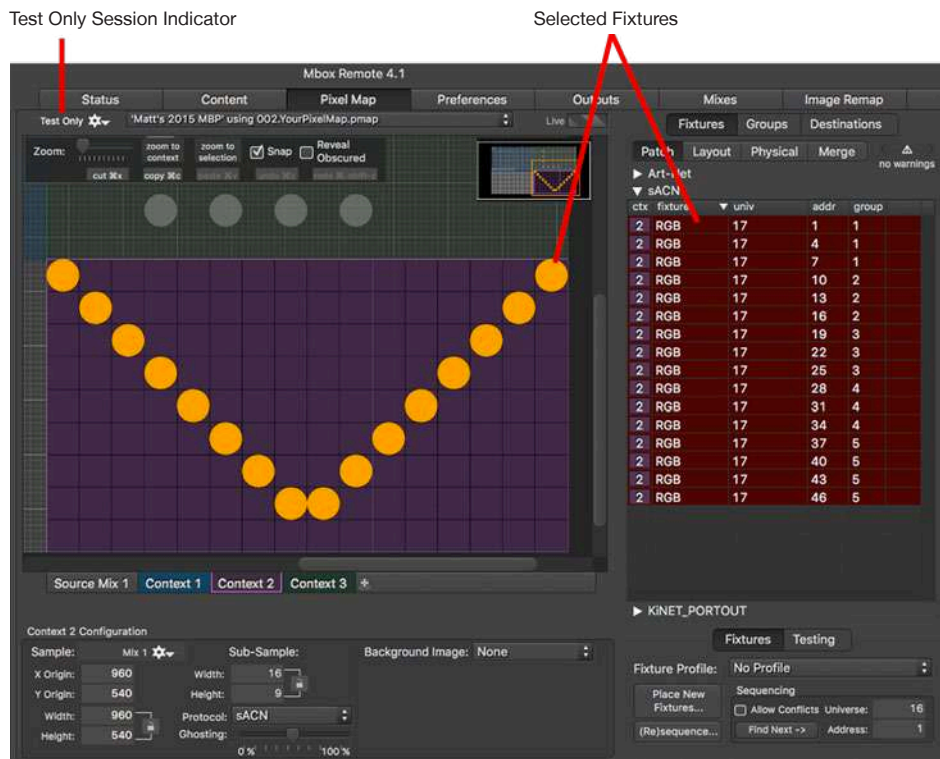 Test Only Session Indicator
Selected Fixtures
Mbox Remote 4.1
Status Content Pixel Map Preferences Outputs Mixes Image Remap
Test Only 'Matt's 2015 MBP' using 002.YourPixelMap.pmap Live
Fixtures Groups Destinations
Zoom: zoom to context zoom to selection Snap Reveal Obscured
cut ⌘x copy ⌘c
Patch Layout Physical Merge no warnings
Art-Net
sACN
ctx fixture univ addr group
2 RGB 17 1 1
2 RGB 17 4 1
2 RGB 17 7 1
2 RGB 17 10 2
2 RGB 17 13 2
2 RGB 17 16 2
2 RGB 17 19 3
2 RGB 17 22 3
2 RGB 17 25 3
2 RGB 17 28 4
2 RGB 17 31 4
2 RGB 17 34 4
2 RGB 17 37 5
2 RGB 17 40 5
2 RGB 17 43 5
2 RGB 17 46 5
Source Mix 1 Context 1 Context 2 Context 3 +
KiNET_PORTOUT
Context 2 Configuration
Fixtures Testing
Sample: Mix 1 Sub-Sample: Background Image: None
Fixture Profile: No Profile
X Origin: 960 Width: 16
Y Origin: 540 Height: 9
Width: 960 Protocol: sACN
Height: 540 Ghosting:
0% 100%
Place New Fixtures...
Sequencing
Allow Conflicts Universe: 16
(Re)sequence... Find Next -> Address: 1